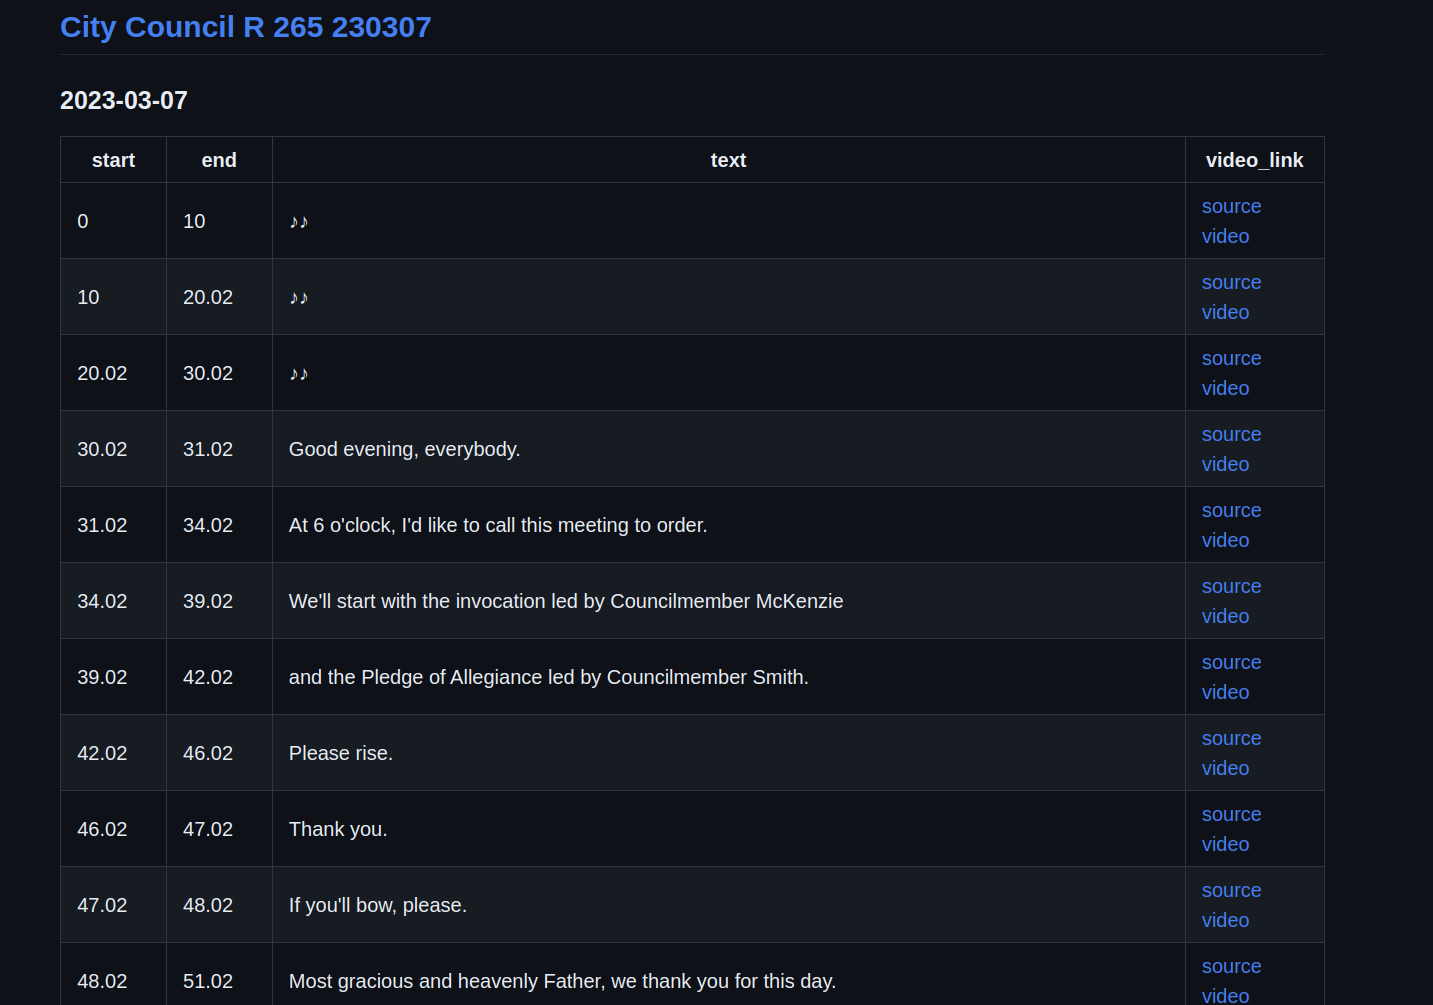 City Council R 265 230307
2023-03-07
start end text video_link
0 10 ♪♪ source
video
10 20.02 ♪♪ source
video
20.02 30.02 ♪♪ source
video
30.02 31.02 Good evening, everybody. source
video
31.02 34.02 At 6 o'clock, I'd like to call this meeting to order. source
video
34.02 39.02 We'll start with the invocation led by Councilmember McKenzie source
video
39.02 42.02 and the Pledge of Allegiance led by Councilmember Smith. source
video
42.02 46.02 Please rise. source
video
46.02 47.02 Thank you. source
video
47.02 48.02 If you'll bow, please. source
video
48.02 51.02 Most gracious and heavenly Father, we thank you for this day. source
video